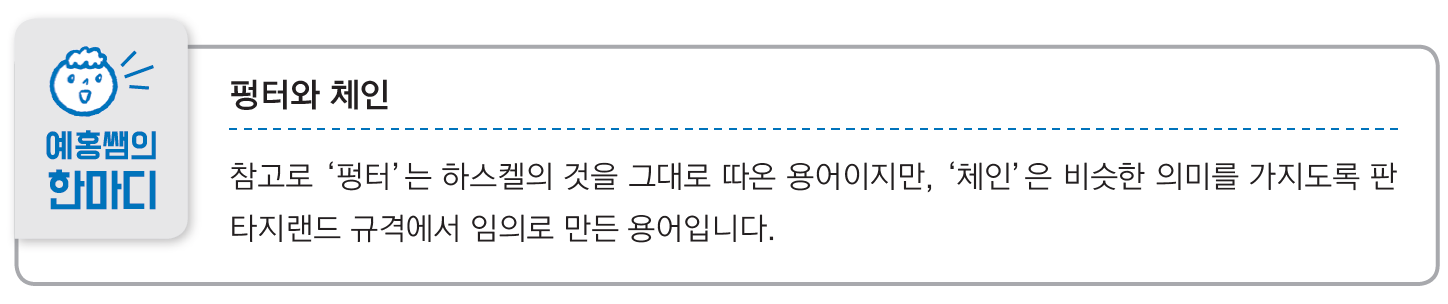 예홍쌤의
한마디
펑터와 체인
참고로 ‘펑터’는 하스켈의 것을 그대로 따온 용어이지만, ‘체인’은 비슷한 의미를 가지도록 판
타지랜드 규격에서 임의로 만든 용어입니다.